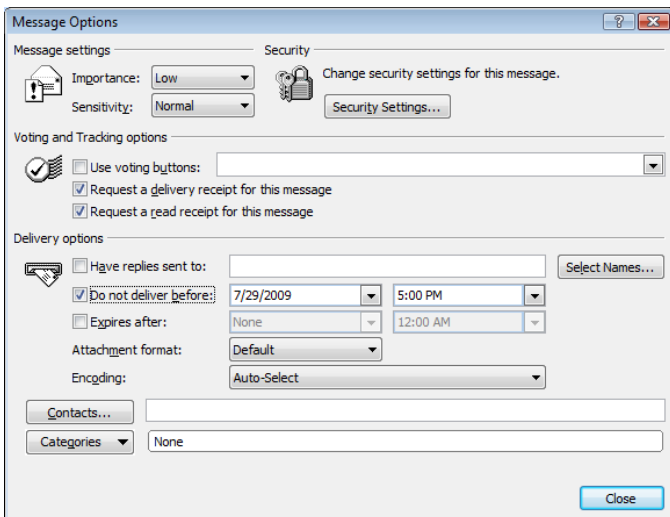 Message Options
Message settings
Security
Importance: Low
Change security settings for this message.
Sensitivity: Normal
Security Settings...
Voting and Tracking options
Use voting buttons:
Request a delivery receipt for this message
Request a read receipt for this message
Delivery options
Have replies sent to:
Select Names...
Do not deliver before: 7/29/2009 5:00 PM
Expires after: None 12:00 AM
Attachment format: Default
Encoding: Auto-Select
Contacts...
Categories None
Close